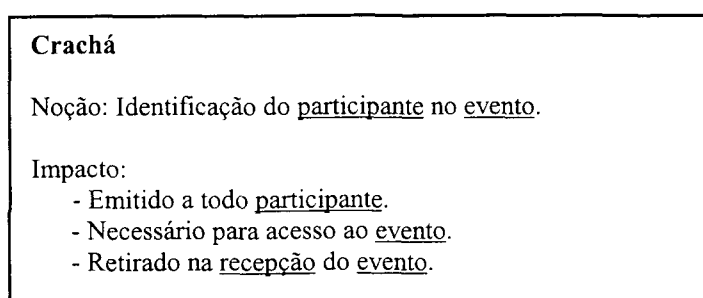 Crachá
Noção: Identificação do participante no evento.
Impacto:
- Emitido a todo participante.
- Necessário para acesso ao evento.
- Retirado na recepção do evento.